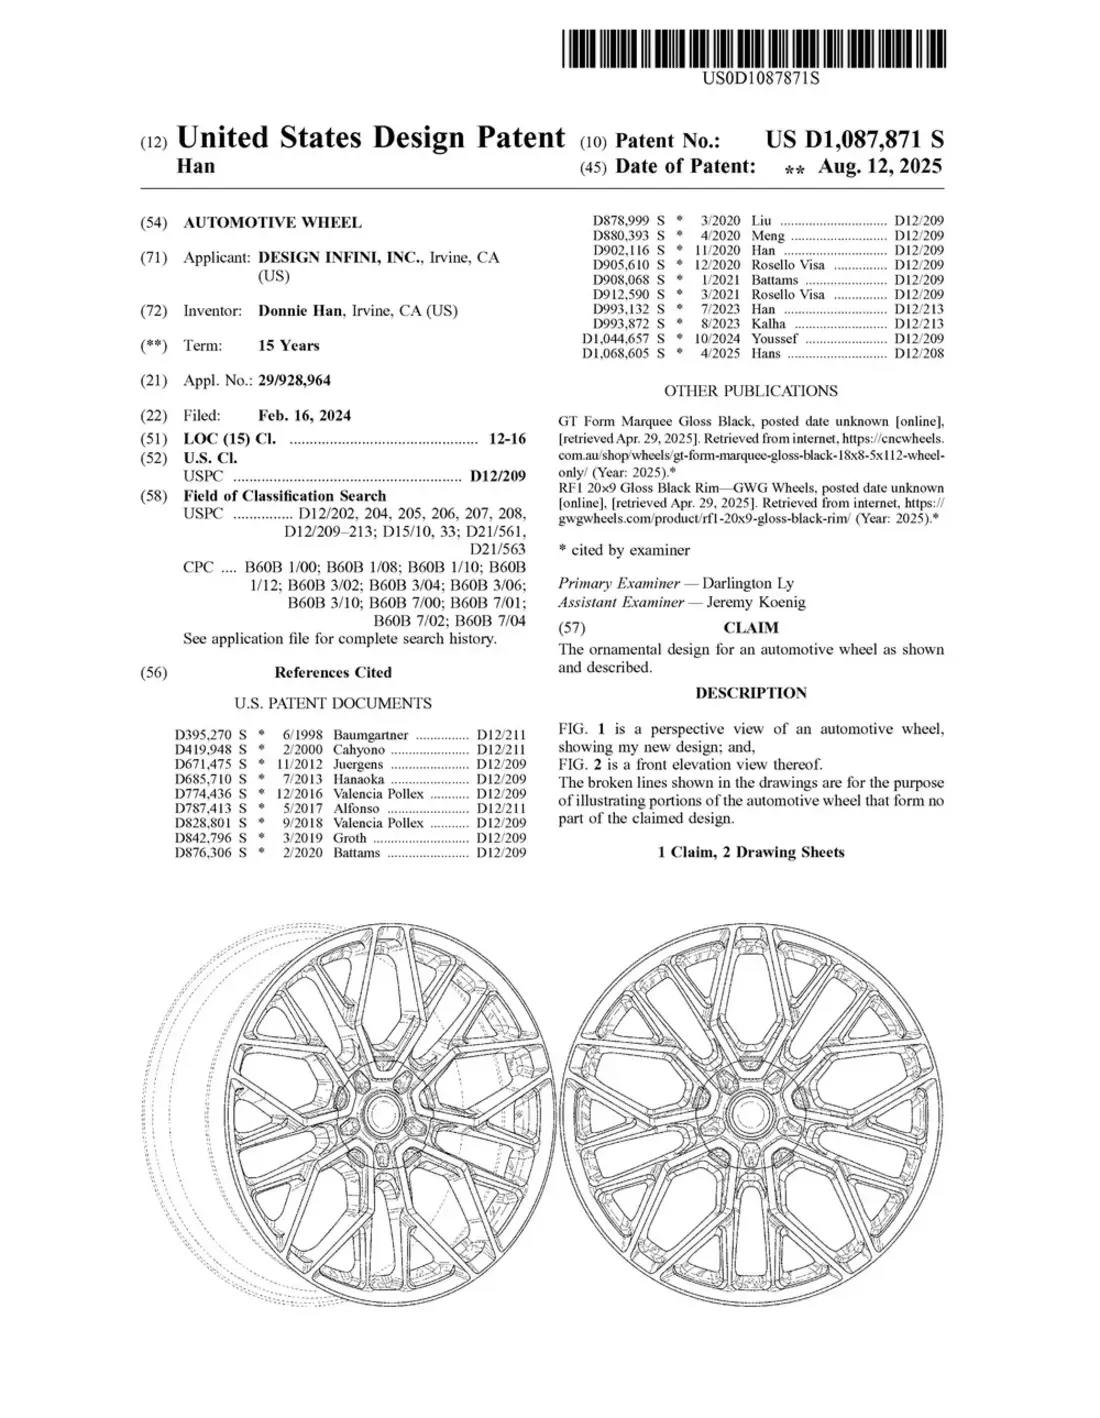 US0D1087871S
(12) United States Design Patent
Han
(10) Patent No.: US D1,087,871 S
(45) Date of Patent: ** Aug. 12, 2025
(54) AUTOMOTIVE WHEEL
(71) Applicant: DESIGN INFINI, INC., Irvine, CA
(US)
(72) Inventor: Donnie Han, Irvine, CA (US)
(**) Term: 15 Years
(21) Appl. No.: 29/928,964
(22) Filed: Feb. 16, 2024
(51) LOC (15) Cl. ................................................ 12-16
(52) U.S. Cl.
USPC .......................................................... D12/209
(58) Field of Classification Search
USPC ............... D12/202, 204, 205, 206, 207, 208,
D12/209–213; D15/10, 33; D21/561,
D21/563
CPC .... B60B 1/00; B60B 1/08; B60B 1/10; B60B
1/12; B60B 3/02; B60B 3/04; B60B 3/06;
B60B 3/10; B60B 7/00; B60B 7/01;
B60B 7/02; B60B 7/04
See application file for complete search history.
(56) References Cited
U.S. PATENT DOCUMENTS
D395,270 S * 6/1998 Baumgartner ............... D12/211
D419,948 S * 2/2000 Cahyono ...................... D12/211
D671,475 S * 11/2012 Juergens ...................... D12/209
D685,710 S * 7/2013 Hanaoka ...................... D12/209
D774,436 S * 12/2016 Valencia Pollex ........... D12/209
D787,413 S * 5/2017 Alfonso ....................... D12/211
D828,801 S * 9/2018 Valencia Pollex ........... D12/209
D842,796 S * 3/2019 Groth ........................... D12/209
D876,306 S * 2/2020 Battams ....................... D12/209
D878,999 S * 3/2020 Liu .............................. D12/209
D880,393 S * 4/2020 Meng ........................... D12/209
D902,116 S * 11/2020 Han ............................. D12/209
D905,610 S * 12/2020 Rosello Visa ............... D12/209
D908,068 S * 1/2021 Battams ....................... D12/209
D912,590 S * 3/2021 Rosello Visa ............... D12/209
D993,132 S * 7/2023 Han ............................. D12/213
D993,872 S * 8/2023 Kalha .......................... D12/213
D1,044,657 S * 10/2024 Youssef ....................... D12/209
D1,068,605 S * 4/2025 Hans ............................ D12/208
OTHER PUBLICATIONS
GT Form Marquee Gloss Black, posted date unknown [online],
[retrieved Apr. 29, 2025]. Retrieved from internet, https://cncwheels.
com.au/shop/wheels/gt-form-marquee-gloss-black-18x8-5x112-wheel-
only/ (Year: 2025).*
RF1 20×9 Gloss Black Rim—GWG Wheels, posted date unknown
[online], [retrieved Apr. 29, 2025]. Retrieved from internet, https://
gwgwheels.com/product/rf1-20x9-gloss-black-rim/ (Year: 2025).*
* cited by examiner
Primary Examiner — Darlington Ly
Assistant Examiner — Jeremy Koenig
(57) CLAIM
The ornamental design for an automotive wheel as shown
and described.
DESCRIPTION
FIG. 1 is a perspective view of an automotive wheel,
showing my new design; and,
FIG. 2 is a front elevation view thereof.
The broken lines shown in the drawings are for the purpose
of illustrating portions of the automotive wheel that form no
part of the claimed design.
1 Claim, 2 Drawing Sheets